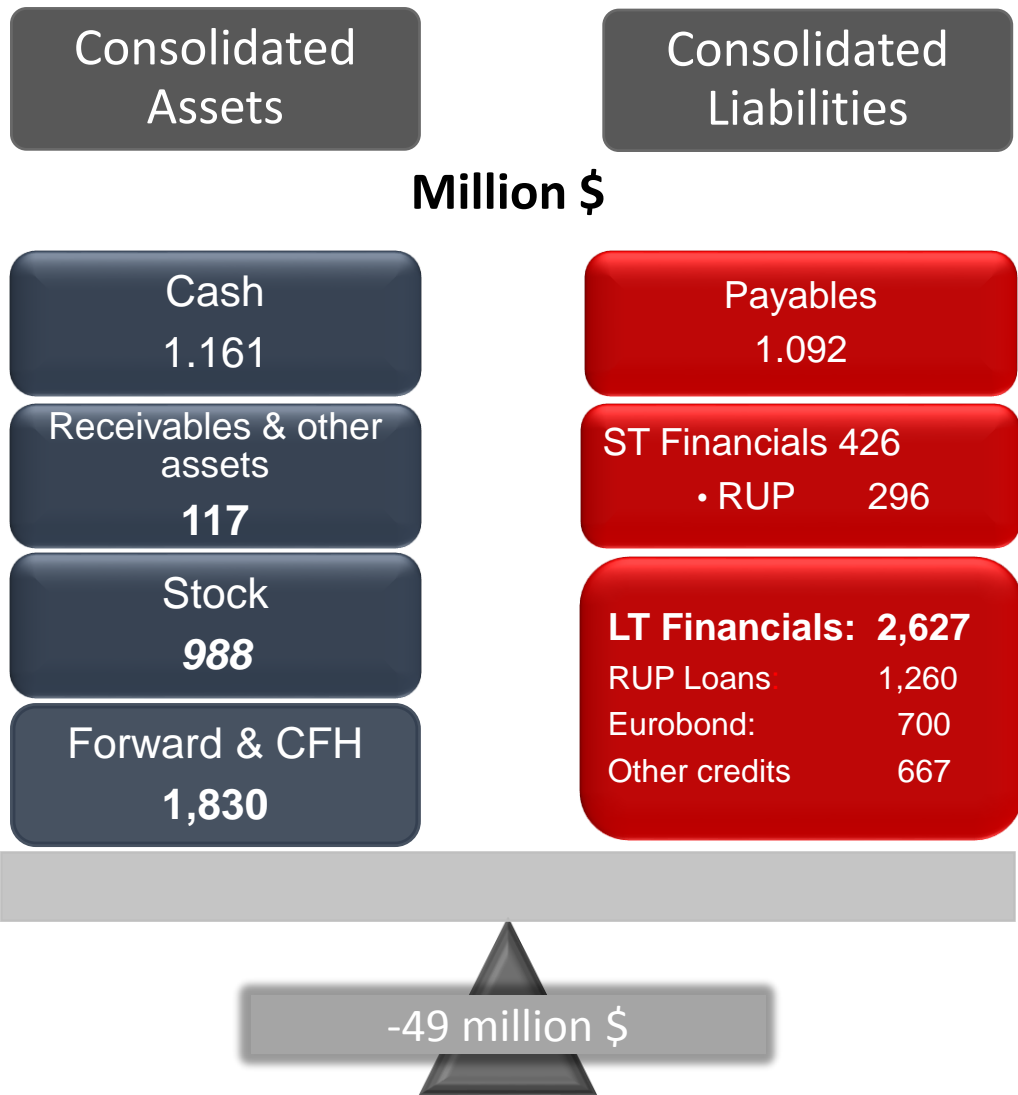 Consolidated
Assets
Consolidated
Liabilities
Million $
Cash
1.161
Receivables & other
assets
117
Stock
988
Forward & CFH
1,830
Payables
1.092
ST Financials 426
• RUP 296
LT Financials: 2,627
RUP Loans: 1,260
Eurobond: 700
Other credits 667
-49 million $